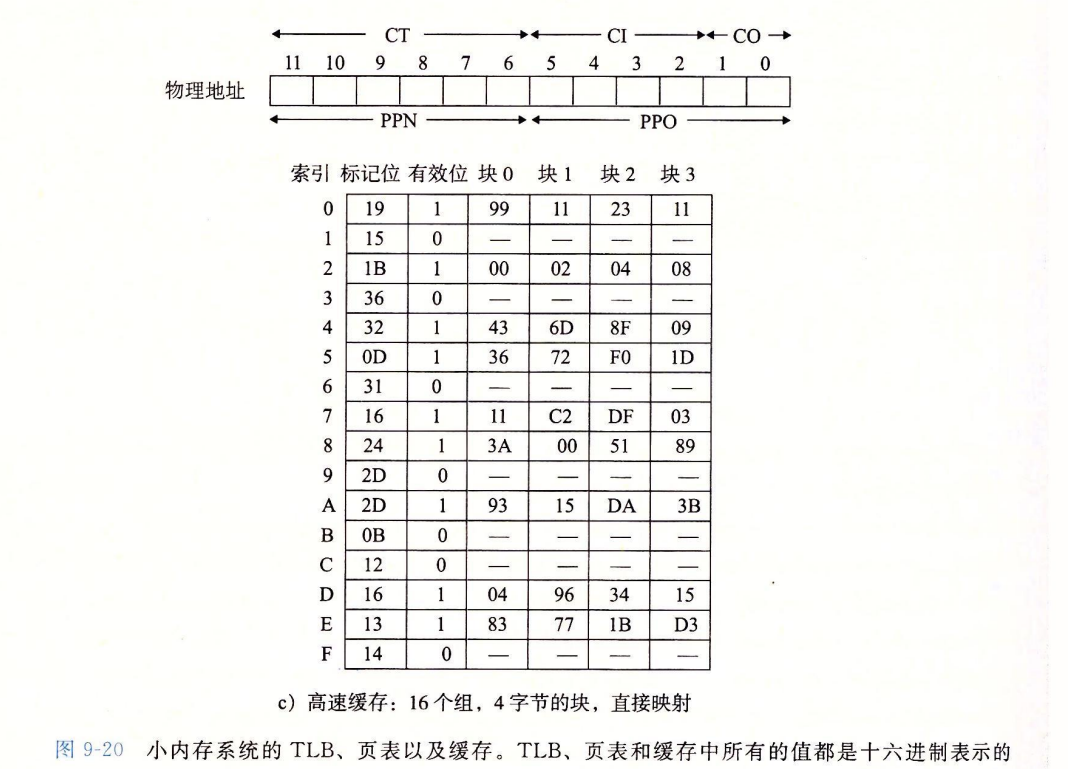 CT CI CO
11 10 9 8 7 6 5 4 3 2 1 0
物理地址
PPN PPO
索引 标记位 有效位 块 0 块 1 块 2 块 3
0 19 1 99 11 23 11
1 15 0 — — — —
2 1B 1 00 02 04 08
3 36 0 — — — —
4 32 1 43 6D 8F 09
5 0D 1 36 72 F0 1D
6 31 0 — — — —
7 16 1 11 C2 DF 03
8 24 1 3A 00 51 89
9 2D 0 — — — —
A 2D 1 93 15 DA 3B
B 0B 0 — — — —
C 12 0 — — — —
D 16 1 04 96 34 15
E 13 1 83 77 1B D3
F 14 0 — — — —
c）高速缓存：16 个组，4 字节的块，直接映射
图 9-20 小内存系统的 TLB、页表以及缓存。TLB、页表和缓存中所有的值都是十六进制表示的